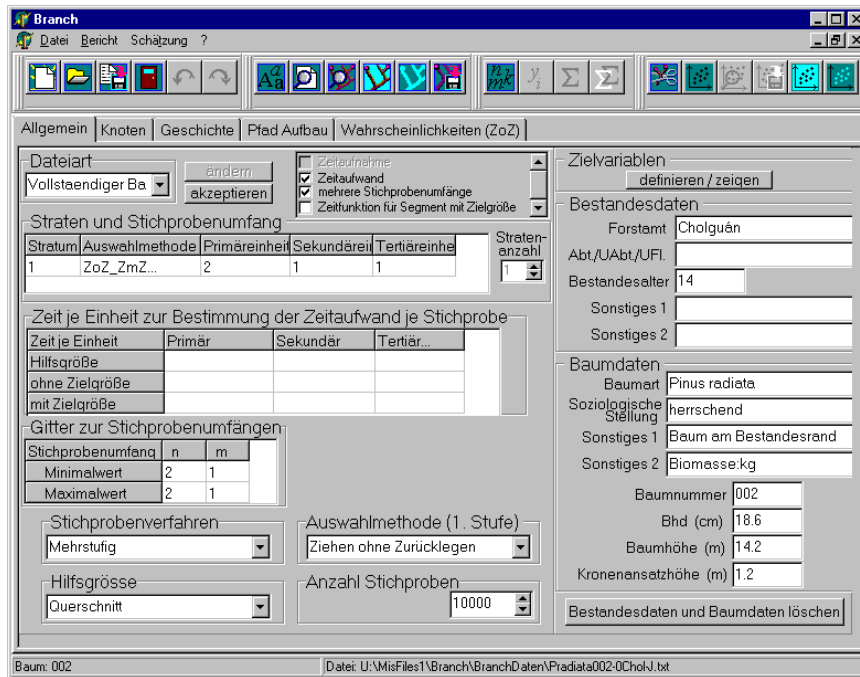 Branch
Datei Bericht Schätzung ?
Aa a n mk yi Σ Σ
Allgemein Knoten Geschichte Pfad Aufbau Wahrscheinlichkeiten (ZoZ)
Dateiart
Vollstaendiger Ba
ändern
akzeptieren
Zeitaufnahme
Zeitaufwand
mehrere Stichprobenumfänge
Zeitfunktion für Segment mit Zielgröße
Straten und Stichprobenumfang
Stratum Auswahlmethode Primäreinheit Sekundärein Tertiäreinhe
1 ZoZ_ZmZ... 2 1 1
Straten-
anzahl
1
Zeit je Einheit zur Bestimmung der Zeitaufwand je Stichprobe
Zeit je Einheit Primär Sekundär Tertiär...
Hilfsgröße
ohne Zielgröße
mit Zielgröße
Gitter zur Stichprobenumfängen
Stichprobenumfang n m
Minimalwert 2 1
Maximalwert 2 1
Stichprobenverfahren
Mehrstufig
Auswahlmethode (1. Stufe)
Ziehen ohne Zurücklegen
Hilfsgrösse
Querschnitt
Anzahl Stichproben
10000
Zielvariablen
definieren / zeigen
Bestandesdaten
Forstamt Cholguán
Abt./UAbt./UFl.
Bestandesalter 14
Sonstiges 1
Sonstiges 2
Baumdaten
Baumart Pinus radiata
Soziologische
Stellung herrschend
Sonstiges 1 Baum am Bestandesrand
Sonstiges 2 Biomasse:kg
Baumnummer 002
Bhd (cm) 18.6
Baumhöhe (m) 14.2
Kronenansatzhöhe (m) 1.2
Bestandesdaten und Baumdaten löschen
Baum: 002 Datei: U:\MisFiles1\Branch\BranchDaten\Pradiata002-0Chol-J.txt